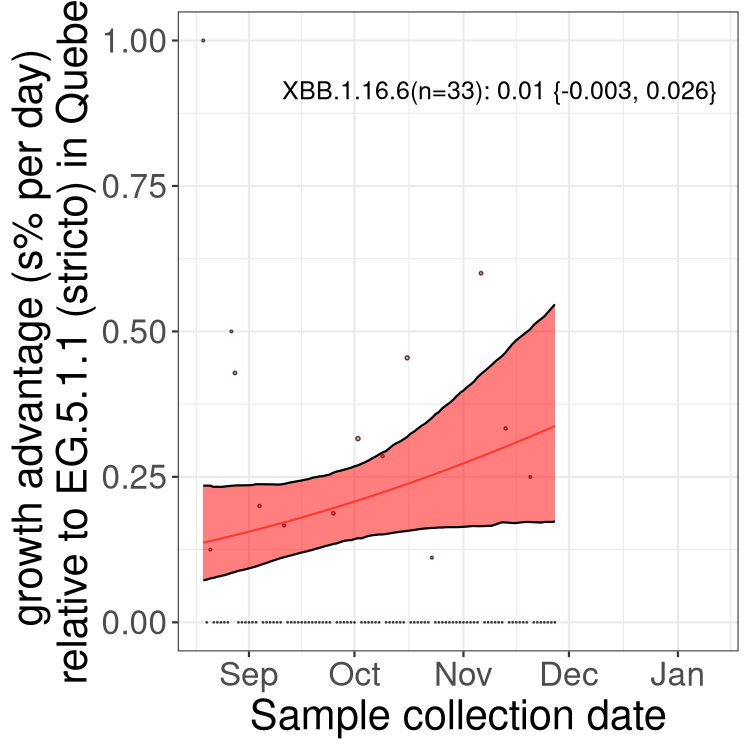 growth advantage (s% per day)
relative to EG.5.1.1 (stricto) in Quebe
1.00
0.75
0.50
0.25
0.00
XBB.1.16.6(n=33): 0.01 {-0.003, 0.026}
Sep Oct Nov Dec Jan
Sample collection date